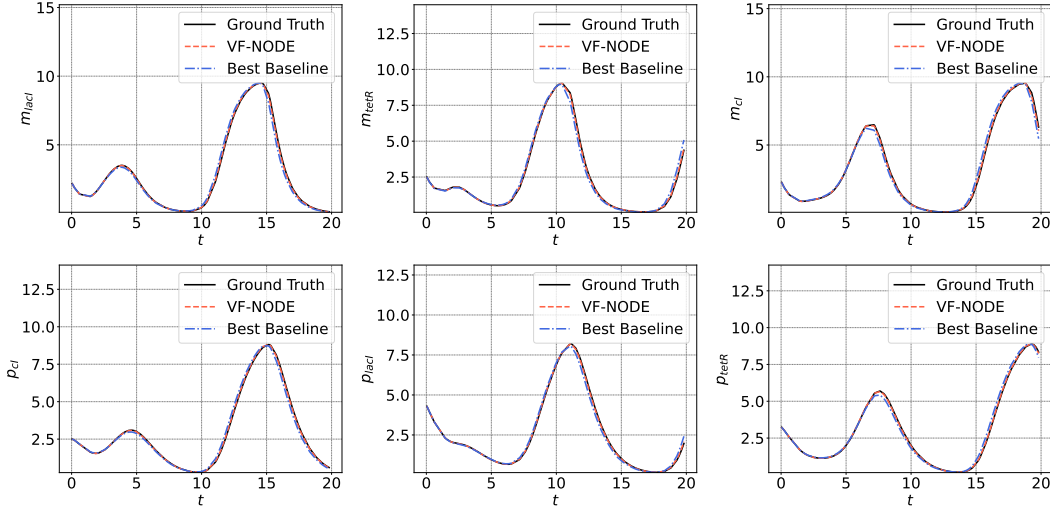 15
10
5
m_lacI
0 5 10 15 20
t
Ground Truth
VF-NODE
Best Baseline
12.5
10.0
7.5
5.0
2.5
m_tetR
0 5 10 15 20
t
Ground Truth
VF-NODE
Best Baseline
15
10
5
m_cI
0 5 10 15 20
t
Ground Truth
VF-NODE
Best Baseline
12.5
10.0
7.5
5.0
2.5
p_cI
0 5 10 15 20
t
Ground Truth
VF-NODE
Best Baseline
12.5
10.0
7.5
5.0
2.5
p_lacI
0 5 10 15 20
t
Ground Truth
VF-NODE
Best Baseline
12.5
10.0
7.5
5.0
2.5
p_tetR
0 5 10 15 20
t
Ground Truth
VF-NODE
Best Baseline